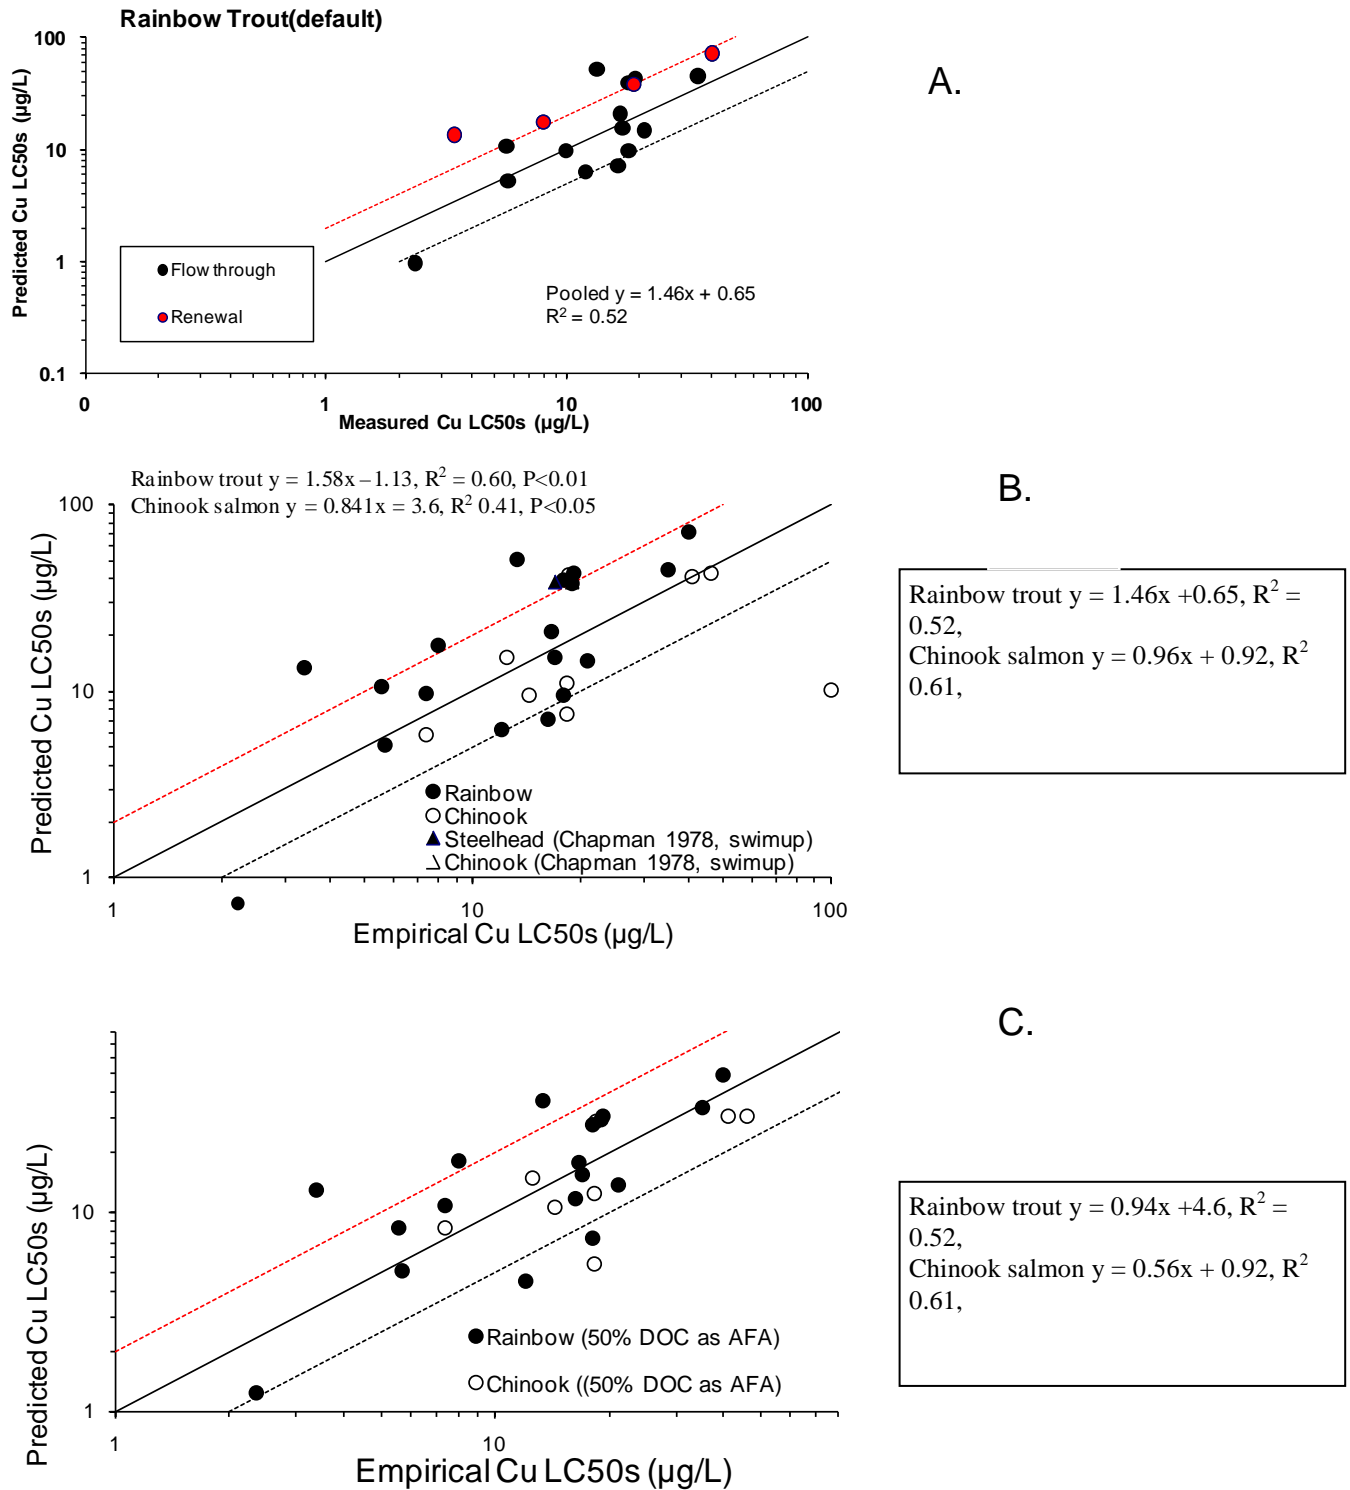 Rainbow Trout(default)
A.
Predicted Cu LC50s (µg/L)
100
10
1
0.1
Flow through
Renewal
Pooled y = 1.46x + 0.65
R² = 0.52
0 1 10 100
Measured Cu LC50s (µg/L)
B.
Rainbow trout y = 1.58x – 1.13, R² = 0.60, P<0.01
Chinook salmon y = 0.841x = 3.6, R² 0.41, P<0.05
Predicted Cu LC50s (µg/L)
100
10
1
Rainbow
Chinook
Steelhead (Chapman 1978, swimup)
Chinook (Chapman 1978, swimup)
1 10 100
Empirical Cu LC50s (µg/L)
Rainbow trout y = 1.46x +0.65, R² =
0.52,
Chinook salmon y = 0.96x + 0.92, R²
0.61,
C.
Predicted Cu LC50s (µg/L)
10
1
Rainbow (50% DOC as AFA)
Chinook ((50% DOC as AFA)
1 10
Empirical Cu LC50s (µg/L)
Rainbow trout y = 0.94x +4.6, R² =
0.52,
Chinook salmon y = 0.56x + 0.92, R²
0.61,